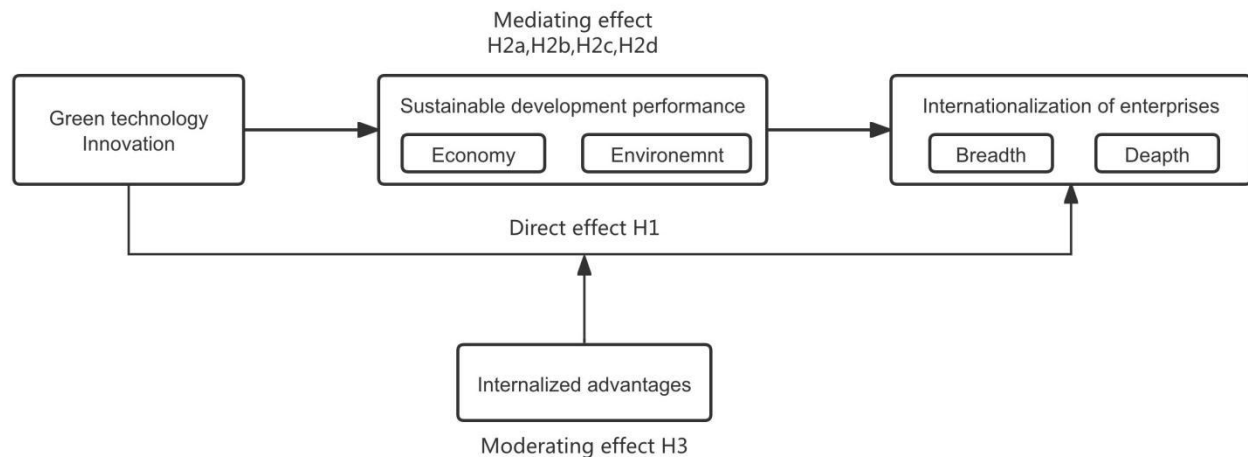 Mediating effect
H2a,H2b,H2c,H2d
Green technology
Innovation
Sustainable development performance
Economy
Environemnt
Internationalization of enterprises
Breadth
Deapth
Direct effect H1
Internalized advantages
Moderating effect H3